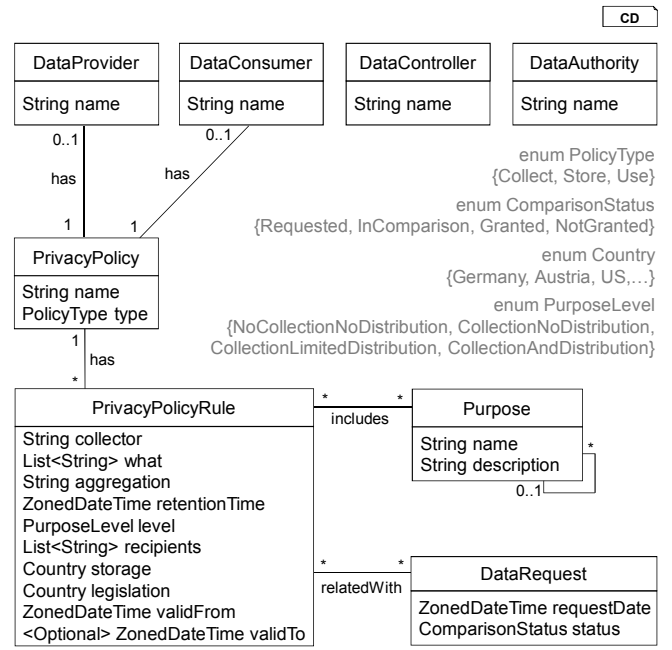 CD
DataProvider
String name
DataConsumer
String name
DataController
String name
DataAuthority
String name
0..1
has
1
0..1
has
1
enum PolicyType
{Collect, Store, Use}
enum ComparisonStatus
{Requested, InComparison, Granted, NotGranted}
enum Country
{Germany, Austria, US,…}
enum PurposeLevel
{NoCollectionNoDistribution, CollectionNoDistribution,
CollectionLimitedDistribution, CollectionAndDistribution}
PrivacyPolicy
String name
PolicyType type
1
has
*
PrivacyPolicyRule
String collector
List<String> what
String aggregation
ZonedDateTime retentionTime
PurposeLevel level
List<String> recipients
Country storage
Country legislation
ZonedDateTime validFrom
<Optional> ZonedDateTime validTo
* *
includes
Purpose
String name
String description
*
0..1
* *
relatedWith
DataRequest
ZonedDateTime requestDate
ComparisonStatus status